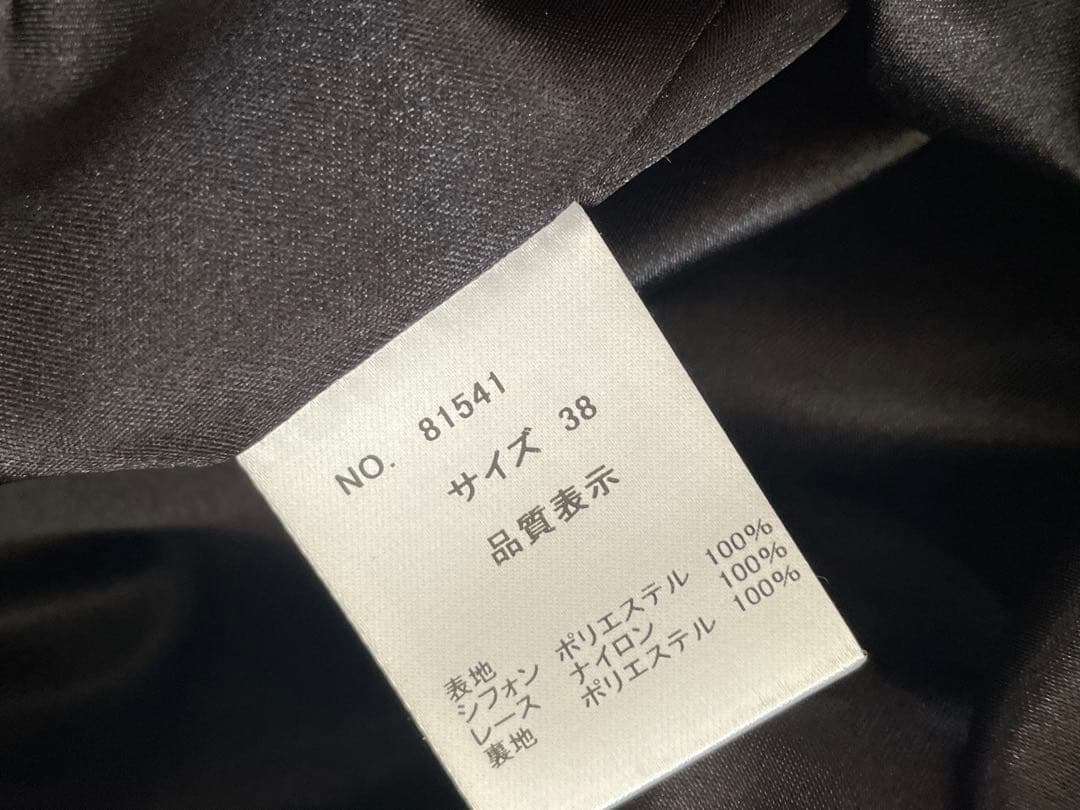 NO. 81541
サイズ 38
品質表示
表地
シフォン ポリエステル 100%
レース ナイロン 100%
裏地 ポリエステル 100%